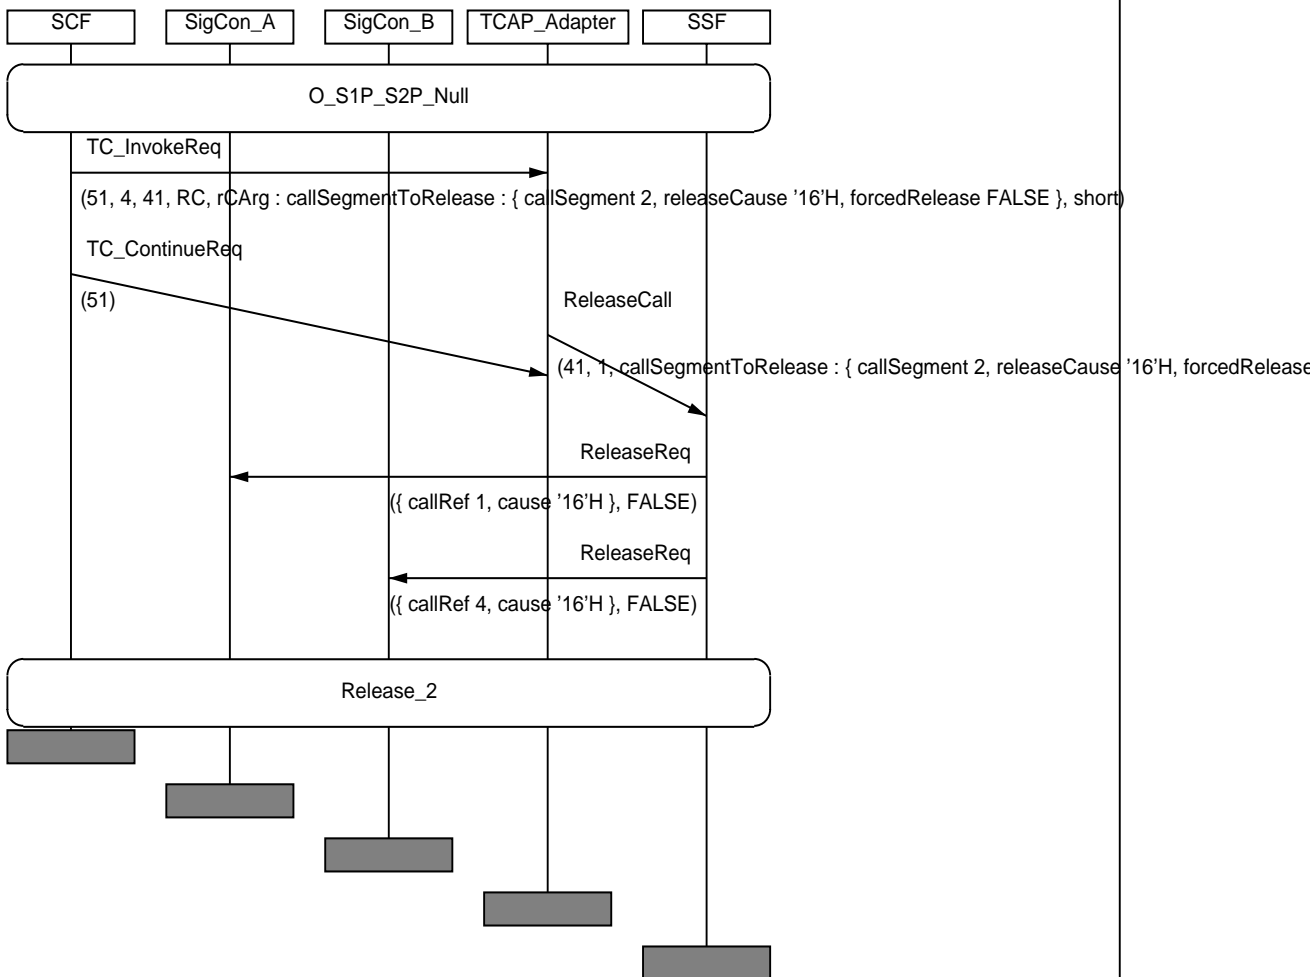 SCF SigCon_A SigCon_B TCAP_Adapter SSF
O_S1P_S2P_Null
TC_InvokeReq
(51, 4, 41, RC, rCArg : callSegmentToRelease : { callSegment 2, releaseCause '16'H, forcedRelease FALSE }, short)
TC_ContinueReq
(51)
ReleaseCall
(41, 1, callSegmentToRelease : { callSegment 2, releaseCause '16'H, forcedRelease
ReleaseReq
({ callRef 1, cause '16'H }, FALSE)
ReleaseReq
({ callRef 4, cause '16'H }, FALSE)
Release_2